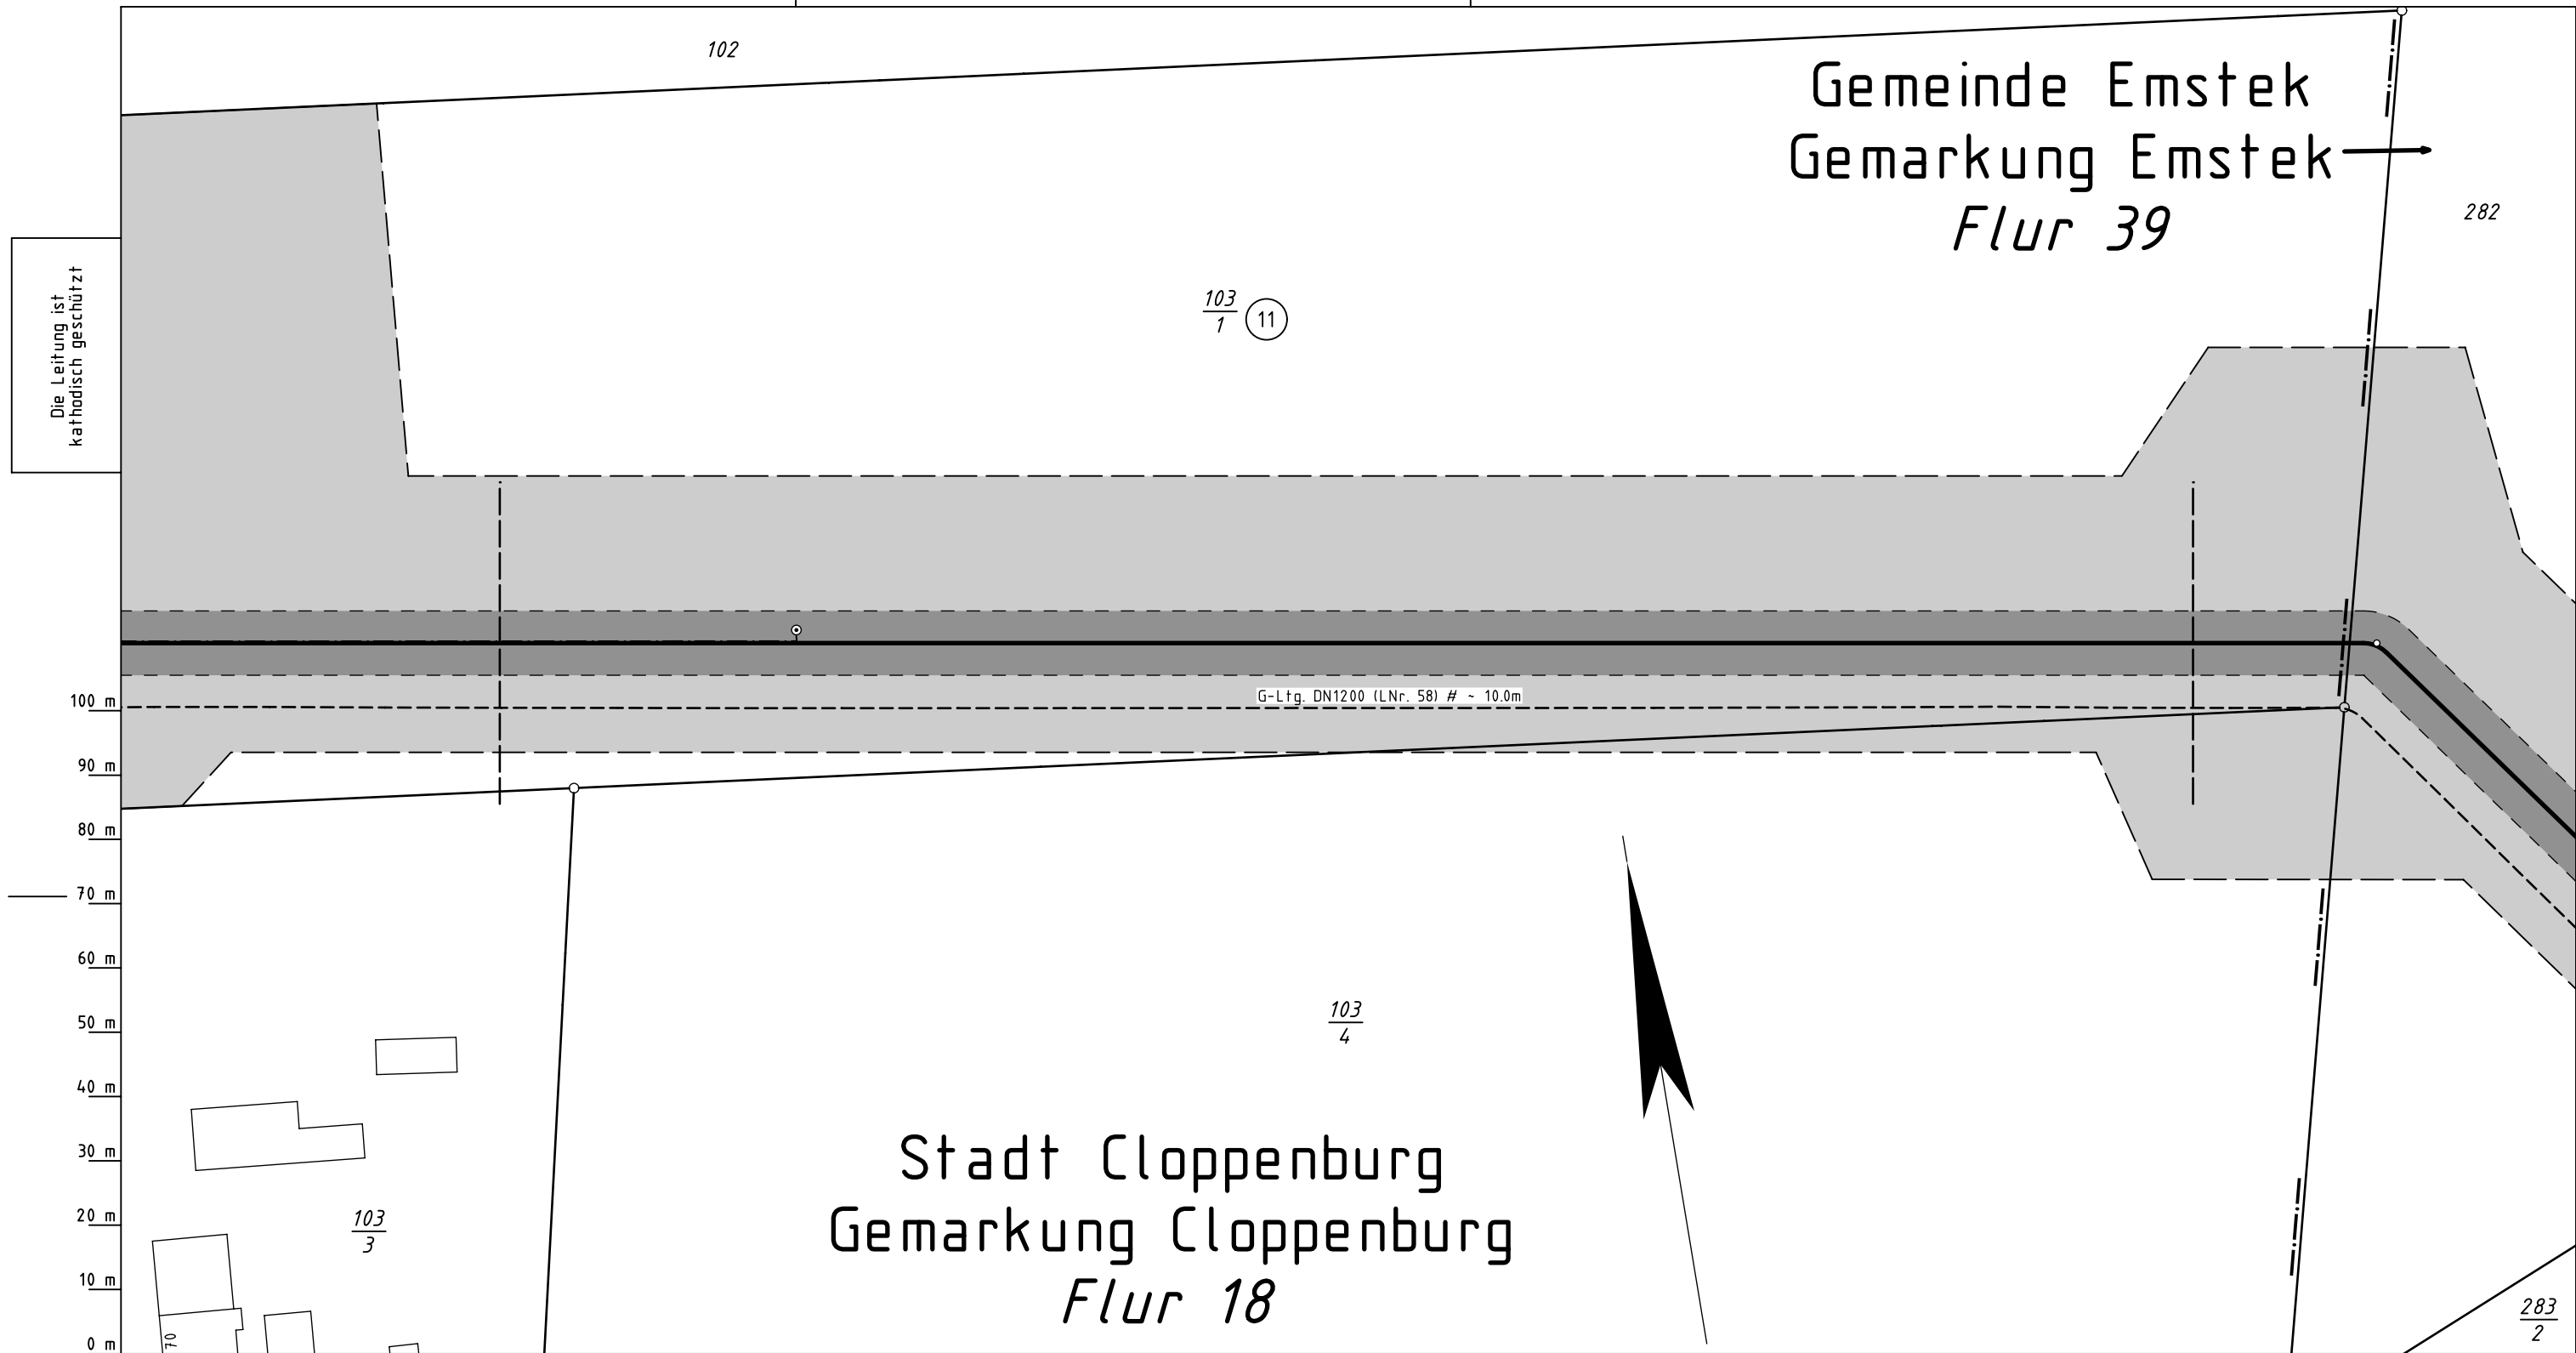 102
Gemeinde Emstek
Gemarkung Emstek
Flur 39
282
Die Leitung ist
kathodisch geschützt
103
1
11
G-Ltg. DN1200 (LNr. 58) # ~ 10.0m
100 m
90 m
80 m
70 m
60 m
50 m
40 m
30 m
20 m
10 m
0 m
103
4
Stadt Cloppenburg
Gemarkung Cloppenburg
Flur 18
103
3
70
283
2